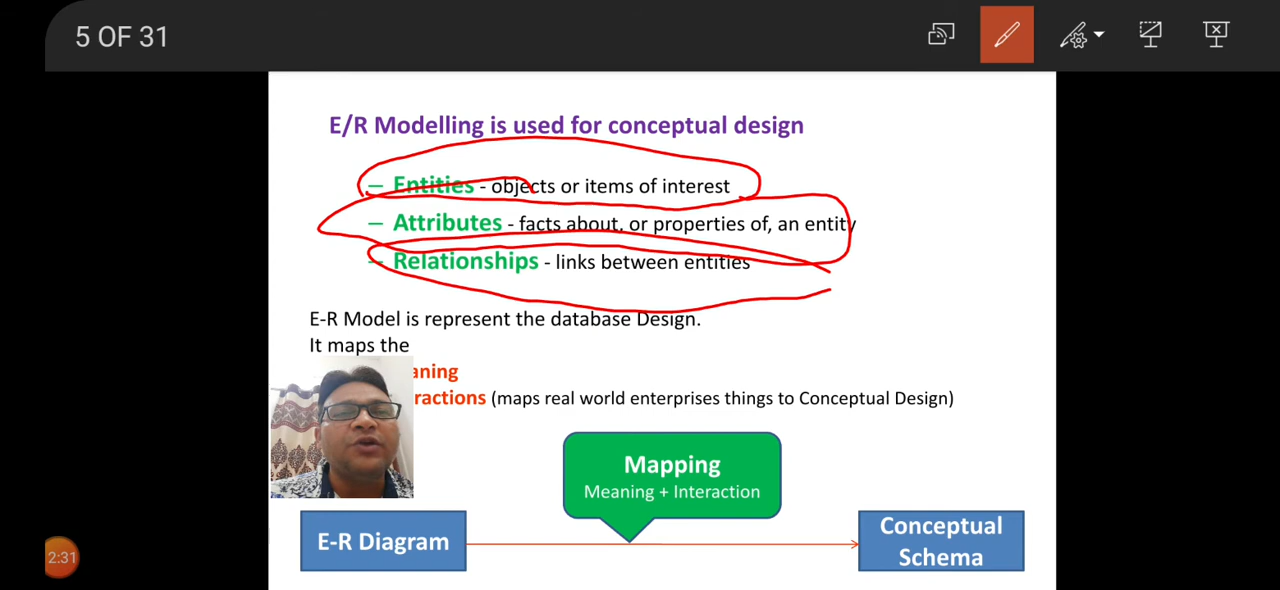 5 OF 31
E/R Modelling is used for conceptual design
– Entities - objects or items of interest
– Attributes - facts about, or properties of, an entity
– Relationships - links between entities
E-R Model is represent the database Design.
It maps the
aning
ractions (maps real world enterprises things to Conceptual Design)
Mapping
Meaning + Interaction
E-R Diagram
Conceptual
Schema
2:31